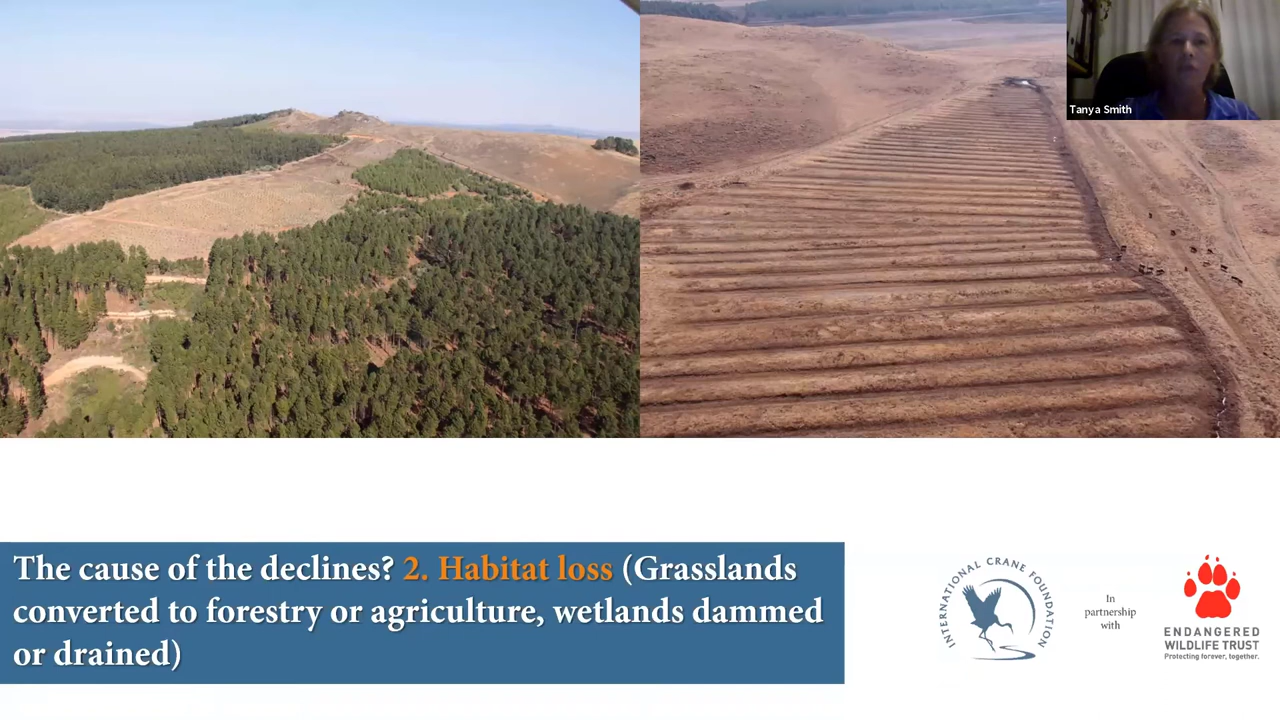 Tanya Smith
The cause of the declines? 2. Habitat loss (Grasslands
converted to forestry or agriculture, wetlands dammed
or drained)
INTERNATIONAL CRANE FOUNDATION
In
partnership
with
ENDANGERED
WILDLIFE TRUST
Protecting forever, together.